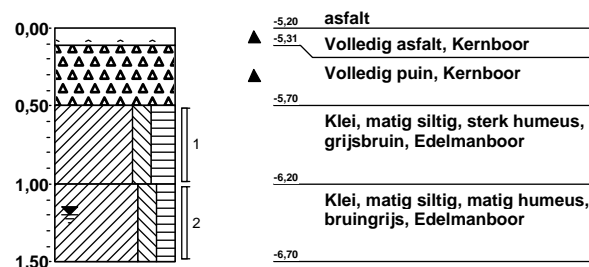 0,00
0,50
1,00
1,50
1
2
-5,20 asfalt
-5,31 Volledig asfalt, Kernboor
Volledig puin, Kernboor
-5,70
Klei, matig siltig, sterk humeus,
grijsbruin, Edelmanboor
-6,20
Klei, matig siltig, matig humeus,
bruingrijs, Edelmanboor
-6,70